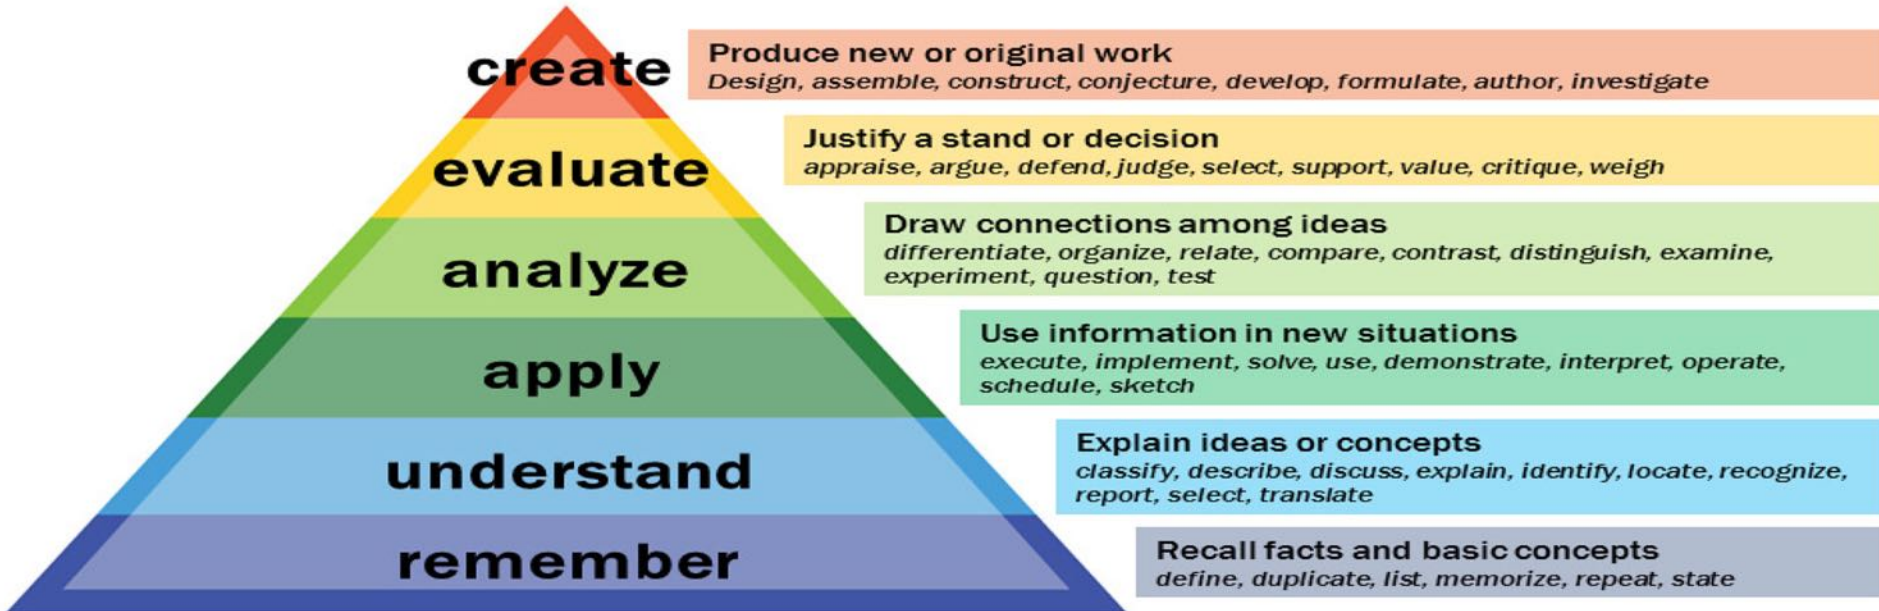 create
Produce new or original work
Design, assemble, construct, conjecture, develop, formulate, author, investigate
evaluate
Justify a stand or decision
appraise, argue, defend, judge, select, support, value, critique, weigh
analyze
Draw connections among ideas
differentiate, organize, relate, compare, contrast, distinguish, examine,
experiment, question, test
apply
Use information in new situations
execute, implement, solve, use, demonstrate, interpret, operate,
schedule, sketch
understand
Explain ideas or concepts
classify, describe, discuss, explain, identify, locate, recognize,
report, select, translate
remember
Recall facts and basic concepts
define, duplicate, list, memorize, repeat, state